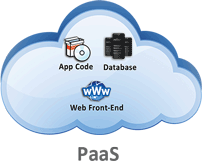 App Code Database
WWW
Web Front-End
PaaS